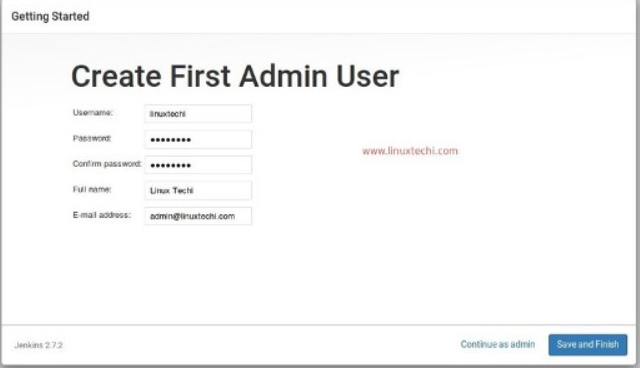 Getting Started
Create First Admin User
Username: linuxtechi
Password: ••••••••
Confirm password: ••••••••
Full name: Linux Techi
E-mail address: admin@linuxtechi.com
www.linuxtechi.com
Jenkins 2.7.2
Continue as admin
Save and Finish